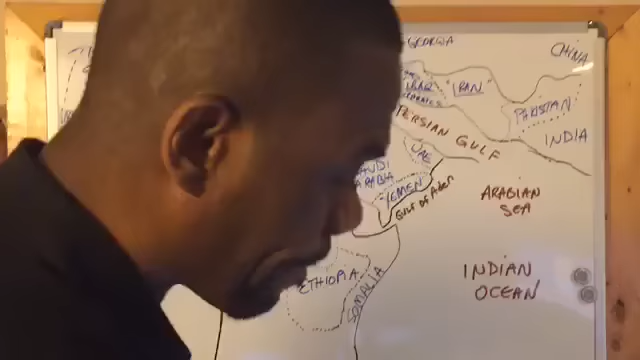 GEORGIA
CHINA
IRAQ
IRAN
PAKISTAN
INDIA
PERSIAN GULF
UAE
SAUDI
ARABIA
YEMEN
GULF OF ADEN
ARABIAN
SEA
ETHIOPIA
SOMALIA
INDIAN
OCEAN